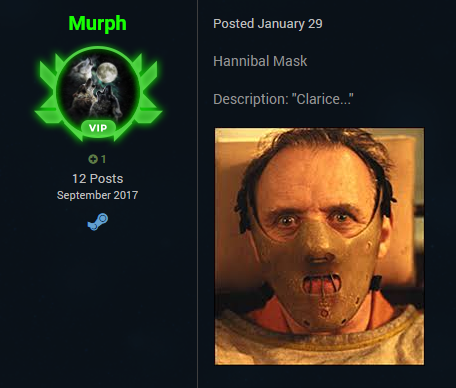 Murph
VIP
1
12 Posts
September 2017
Posted January 29
Hannibal Mask
Description: "Clarice..."